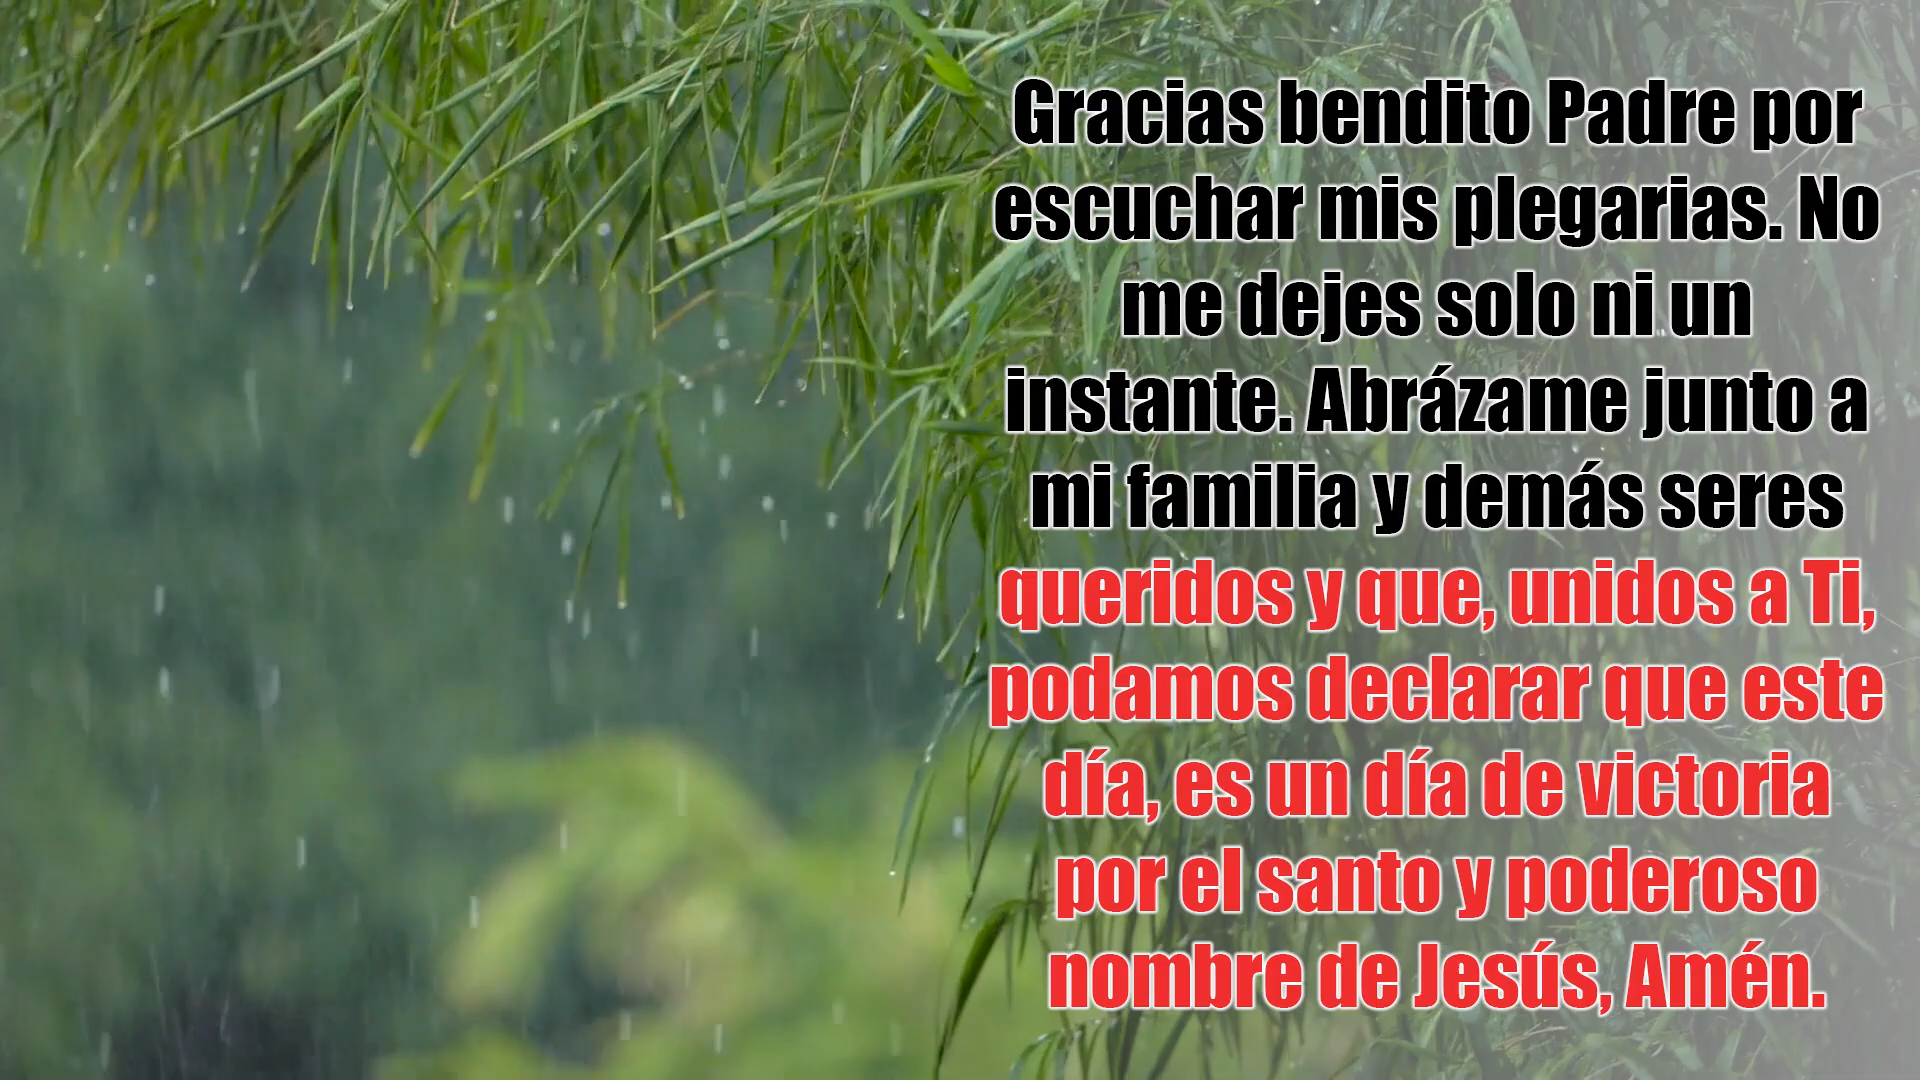 Gracias bendito Padre por
escuchar mis plegarias. No
me dejes solo ni un
instante. Abrázame junto a
mi familia y demás seres
queridos y que, unidos a Ti,
podamos declarar que este
día, es un día de victoria
por el santo y poderoso
nombre de Jesús, Amén.